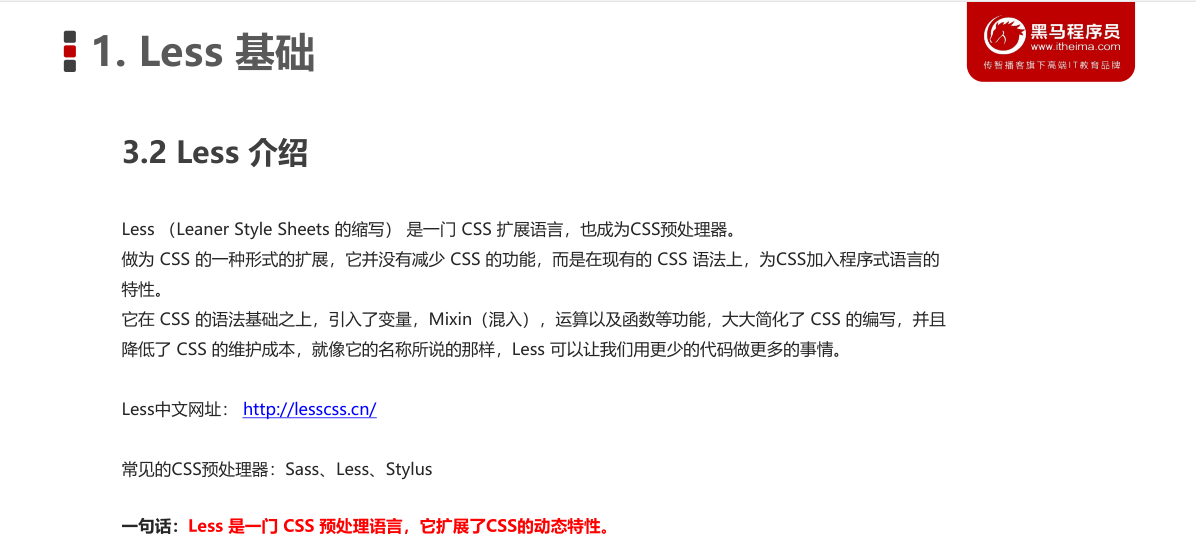 1. Less 基础
黑马程序员
www.itheima.com
传智播客旗下高端IT教育品牌
3.2 Less 介绍
Less （Leaner Style Sheets 的缩写） 是一门 CSS 扩展语言，也成为CSS预处理器。
做为 CSS 的一种形式的扩展，它并没有减少 CSS 的功能，而是在现有的 CSS 语法上，为CSS加入程序式语言的
特性。
它在 CSS 的语法基础之上，引入了变量，Mixin（混入），运算以及函数等功能，大大简化了 CSS 的编写，并且
降低了 CSS 的维护成本，就像它的名称所说的那样，Less 可以让我们用更少的代码做更多的事情。
Less中文网址： http://lesscss.cn/
常见的CSS预处理器：Sass、Less、Stylus
一句话：Less 是一门 CSS 预处理语言，它扩展了CSS的动态特性。